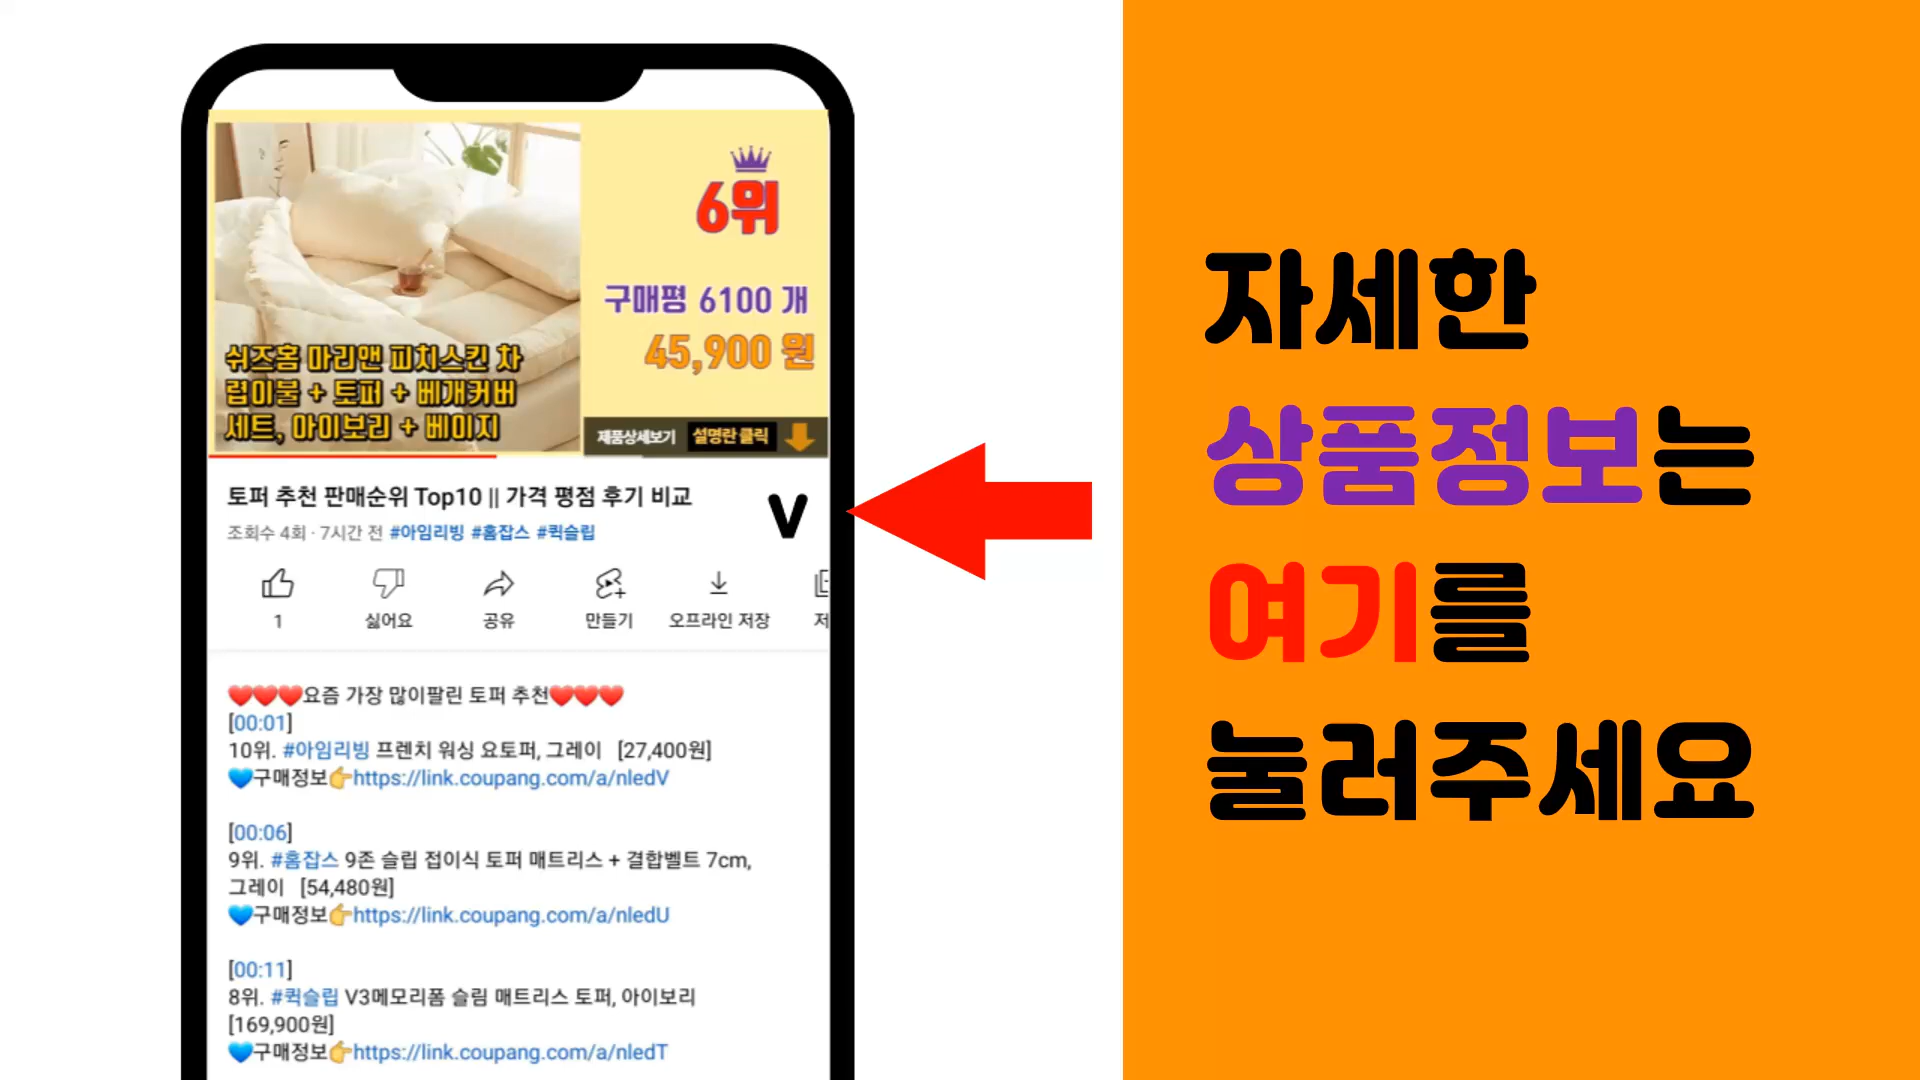 6위
구매평 6100 개
45,900 원
쉬즈홈 마리앤 피치스킨 차
렵이불 + 토퍼 + 베개커버
세트, 아이보리 + 베이지
제품상세보기 설명란 클릭
토퍼 추천 판매순위 Top10 || 가격 평점 후기 비교
V
조회수 4회 · 7시간 전 #아임리빙 #홈잡스 #퀵슬립
1 싫어요 공유 만들기 오프라인 저장 저
❤️❤️❤️요즘 가장 많이팔린 토퍼 추천❤️❤️❤️
[00:01]
10위. #아임리빙 프렌치 워싱 요토퍼, 그레이 [27,400원]
💙구매정보👉https://link.coupang.com/a/nledV
[00:06]
9위. #홈잡스 9존 슬립 접이식 토퍼 매트리스 + 결합벨트 7cm,
그레이 [54,480원]
💙구매정보👉https://link.coupang.com/a/nledU
[00:11]
8위. #퀵슬립 V3메모리폼 슬림 매트리스 토퍼, 아이보리
[169,900원]
💙구매정보👉https://link.coupang.com/a/nledT
자세한
상품정보는
여기를
눌러주세요